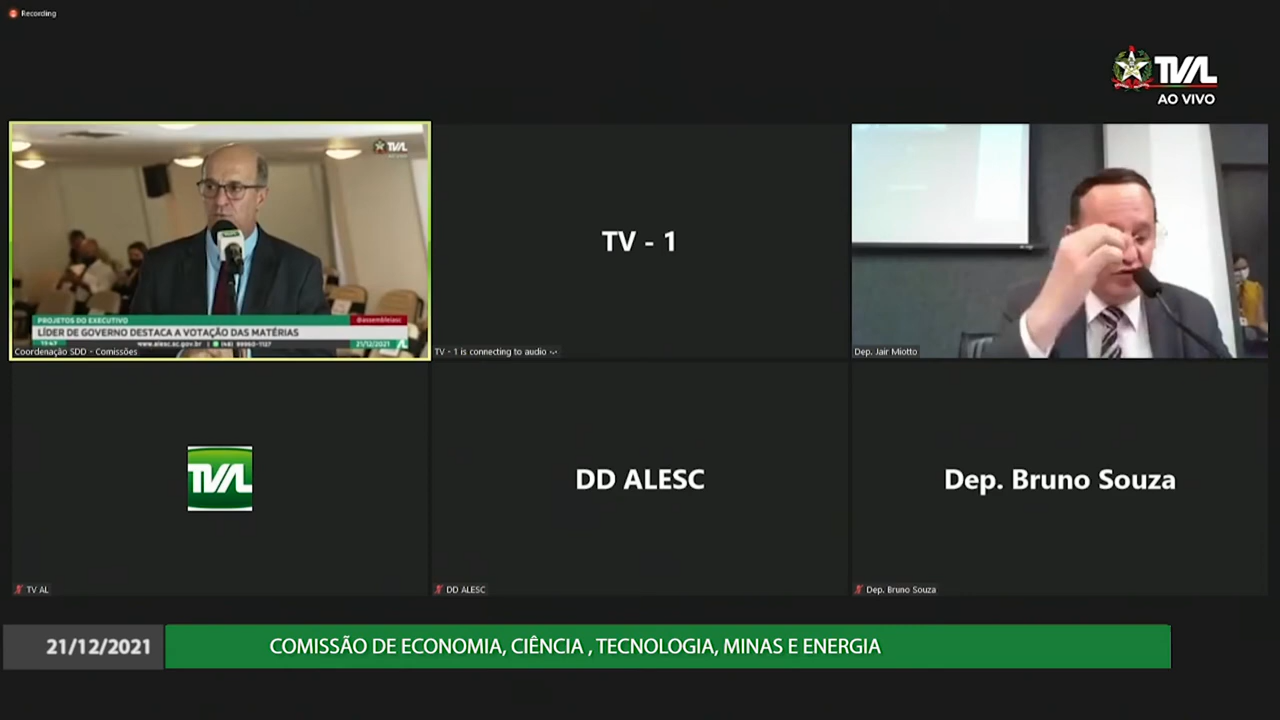 Recording
TVAL
AO VIVO
TVAL
PROJETOS DO EXECUTIVO
@assembleiasc
LÍDER DE GOVERNO DESTACA A VOTAÇÃO DAS MATÉRIAS
www.alesc.sc.gov.br
21/12/2021
Coordenação SDD - Comissões
TV - 1
TV - 1 is connecting to audio
Dep. Jair Miotto
TVAL
TV AL
DD ALESC
DD ALESC
Dep. Bruno Souza
Dep. Bruno Souza
21/12/2021
COMISSÃO DE ECONOMIA, CIÊNCIA , TECNOLOGIA, MINAS E ENERGIA